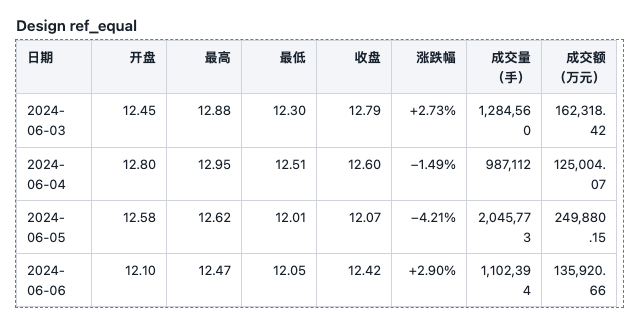 Design ref_equal
日期 开盘 最高 最低 收盘 涨跌幅 成交量 成交额
（手） （万元）
2024- 12.45 12.88 12.30 12.79 +2.73% 1,284,56 162,318.
06-03 0 42
2024- 12.80 12.95 12.51 12.60 −1.49% 987,112 125,004.
06-04 07
2024- 12.58 12.62 12.01 12.07 −4.21% 2,045,77 249,880
06-05 3 .15
2024- 12.10 12.47 12.05 12.42 +2.90% 1,102,39 135,920.
06-06 4 66